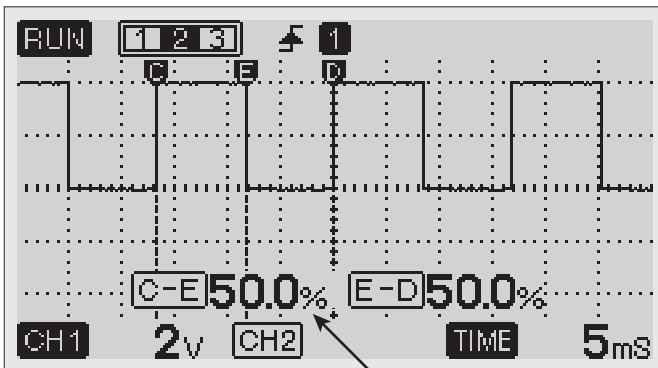 RUN 1 2 3 1
C E D
C-E 50.0% E-D 50.0%
CH1 2V CH2 TIME 5mS